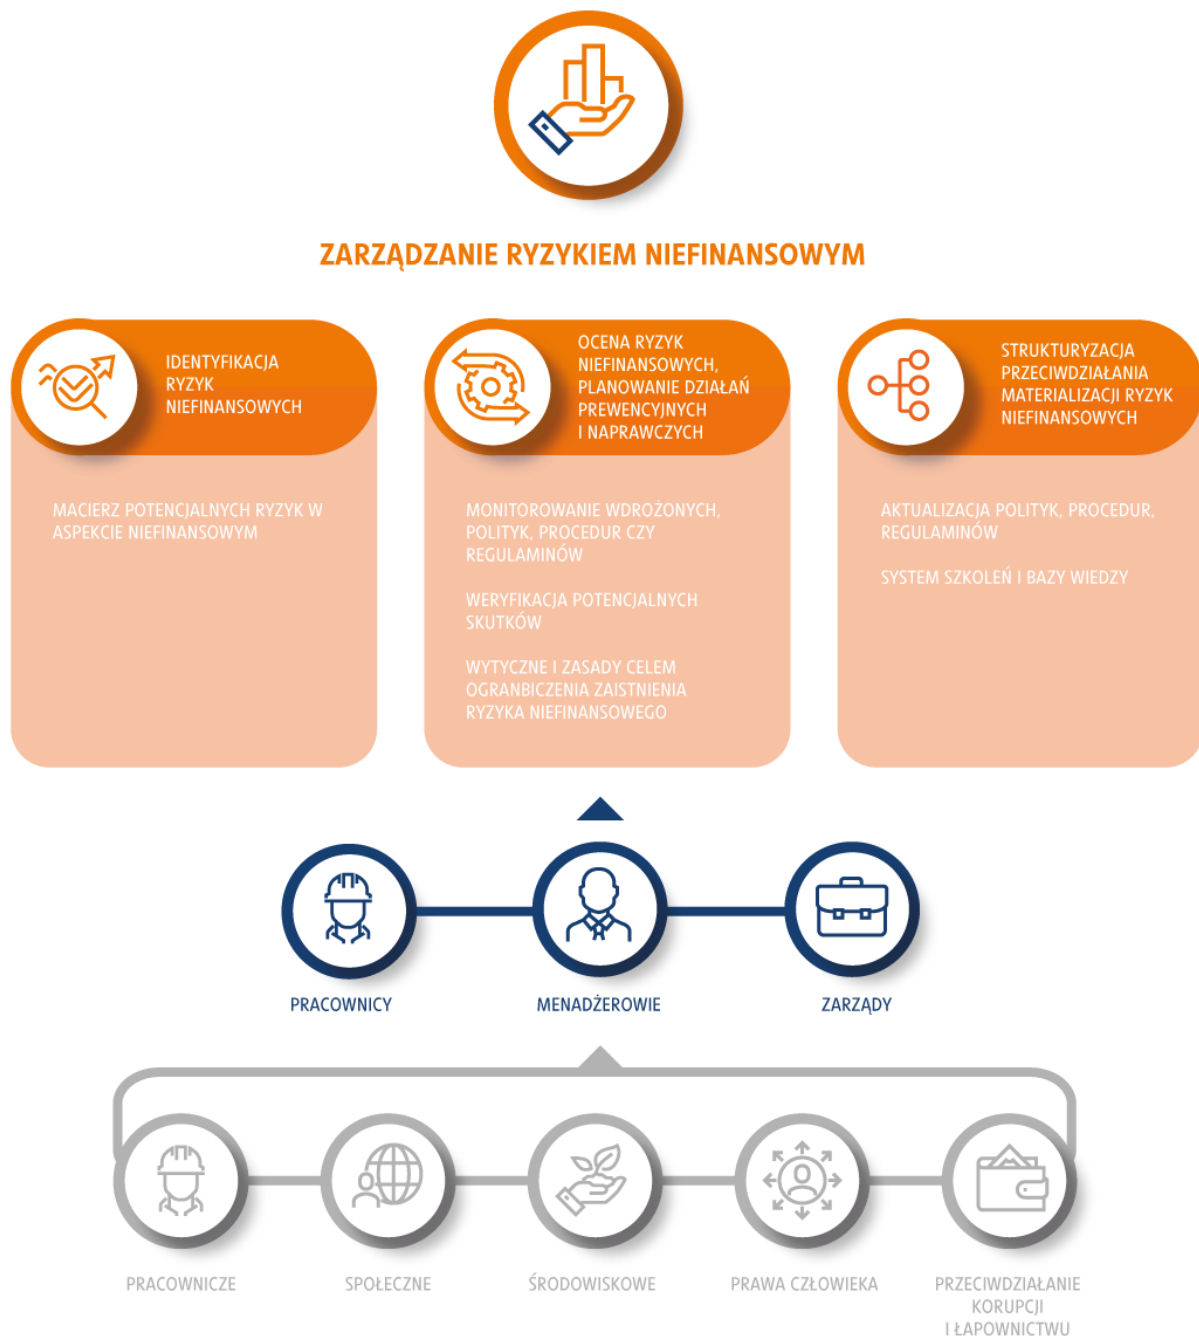 ZARZĄDZANIE RYZYKIEM NIEFINANSOWYM
IDENTYFIKACJA
RYZYK
NIEFINANSOWYCH
MACIERZ POTENCJALNYCH RYZYK W
ASPEKCIE NIEFINANSOWYM
OCENA RYZYK
NIEFINANSOWYCH,
PLANOWANIE DZIAŁAŃ
PREWENCYJNYCH
I NAPRAWCZYCH
MONITOROWANIE WDROŻONYCH,
POLITYK, PROCEDUR CZY
REGULAMINÓW
WERYFIKACJA POTENCJALNYCH
SKUTKÓW
WYTYCZNE I ZASADY CELEM
OGRANBICZENIA ZAISTNIENIA
RYZYKA NIEFINANSOWEGO
STRUKTURYZACJA
PRZECIWDZIAŁANIA
MATERIALIZACJI RYZYK
NIEFINANSOWYCH
AKTUALIZACJA POLITYK, PROCEDUR,
REGULAMINÓW
SYSTEM SZKOLEŃ I BAZY WIEDZY
PRACOWNICY
MENADŻEROWIE
ZARZĄDY
PRACOWNICZE
SPOŁECZNE
ŚRODOWISKOWE
PRAWA CZŁOWIEKA
PRZECIWDZIAŁANIE
KORUPCJI
I ŁAPOWNICTWU